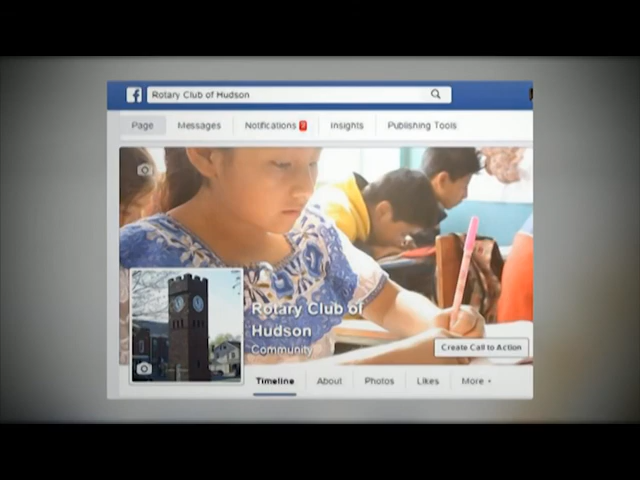 f Rotary Club of Hudson
Page Messages Notifications Insights Publishing Tools
Rotary Club of
Hudson
Community
Create Call to Action
Timeline About Photos Likes More